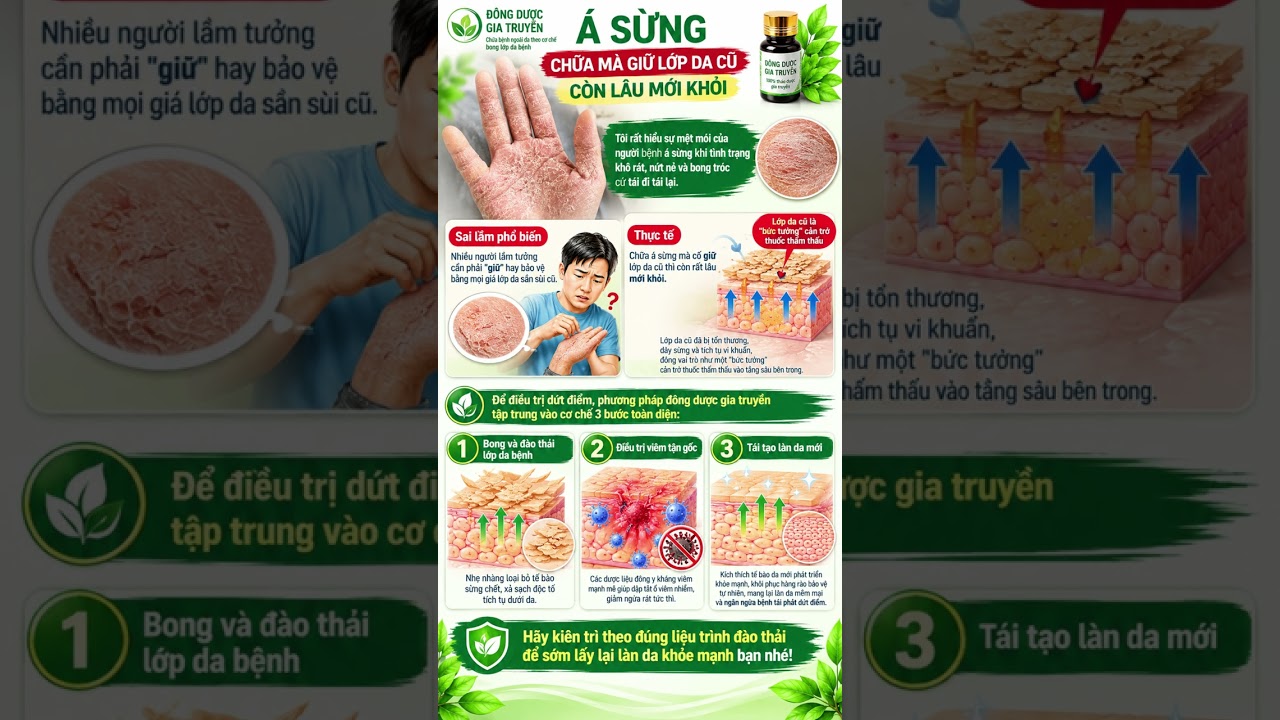 ĐÔNG DƯỢC
GIA TRUYỀN
Chữa bệnh ngoài da theo cơ chế
bong lớp da bệnh
Á SỪNG
CHỮA MÀ GIỮ LỚP DA CŨ
CÒN LÂU MỚI KHỎI
ĐÔNG DƯỢC
GIA TRUYỀN
100% thảo dược
gia truyền
Tôi rất hiểu sự mệt mỏi của
người bệnh á sừng khi tình trạng
khô rát, nứt nẻ và bong tróc
cứ tái đi tái lại.
Sai lầm phổ biến
Nhiều người lầm tưởng
cần phải "giữ" hay bảo vệ
bằng mọi giá lớp da sần sùi cũ.
?
Thực tế
Chữa á sừng mà cố giữ
lớp da cũ thì còn rất lâu
mới khỏi.
Lớp da cũ là
"bức tường" cản trở
thuốc thẩm thấu
Lớp da cũ đã bị tổn thương,
dày sừng và tích tụ vi khuẩn,
đóng vai trò như một "bức tường"
cản trở thuốc thẩm thấu vào tầng sâu bên trong.
Để điều trị dứt điểm, phương pháp đông dược gia truyền
tập trung vào cơ chế 3 bước toàn diện:
1 Bong và đào thải
lớp da bệnh
Nhẹ nhàng loại bỏ tế bào
sừng chết, xả sạch độc tố
tích tụ dưới da.
2 Điều trị viêm tận gốc
Các dược liệu đông y kháng viêm
mạnh mẽ giúp dập tắt ổ viêm nhiễm,
giảm ngứa rát tức thì.
3 Tái tạo làn da mới
Kích thích tế bào da mới phát triển
khỏe mạnh, khôi phục hàng rào bảo vệ
tự nhiên, mang lại làn da mềm mại
và ngăn ngừa bệnh tái phát dứt điểm.
Hãy kiên trì theo đúng liệu trình đào thải
để sớm lấy lại làn da khỏe mạnh bạn nhé!
Nhiều người lầm tưởng
cần phải "giữ" hay bảo vệ
bằng mọi giá lớp da sần sùi cũ.
Để điều trị dứt
tập trung vào cơ
1 Bong và đào thải
lớp da bệnh
giữ
lâu
bị tổn thương,
tích tụ vi khuẩn,
như một "bức tường"
thẩm thấu vào tầng sâu bên trong.
gia truyền
3 Tái tạo làn da mới